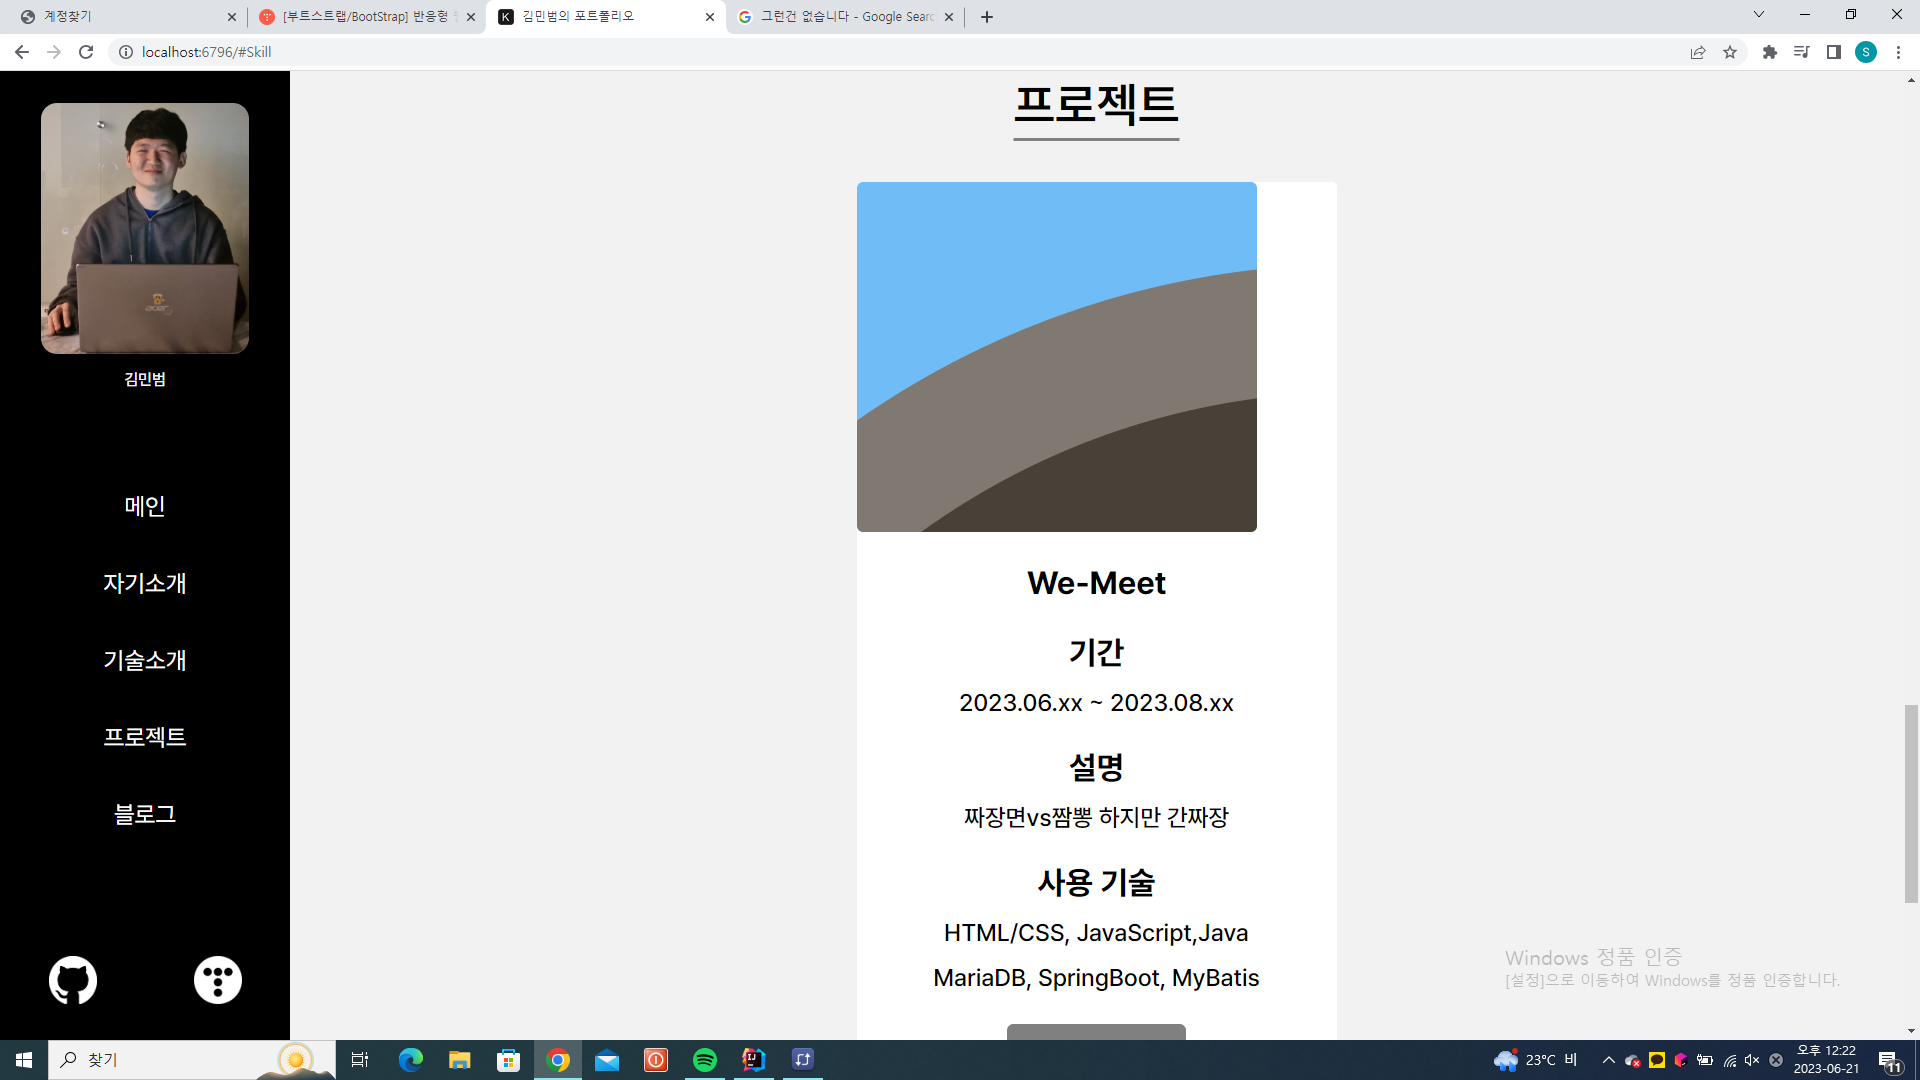 계정찾기
[부트스트랩/BootStrap] 반응형
김민범의 포트폴리오
그런건 없습니다 - Google Searc
localhost:6796/#Skill
S
프로젝트
acer
김민범
메인
자기소개
기술소개
프로젝트
블로그
We-Meet
기간
2023.06.xx ~ 2023.08.xx
설명
짜장면vs짬뽕 하지만 간짜장
사용 기술
HTML/CSS, JavaScript,Java
MariaDB, SpringBoot, MyBatis
Windows 정품 인증
[설정]으로 이동하여 Windows를 정품 인증합니다.
찾기
23°C 비
오후 12:22
2023-06-21
11